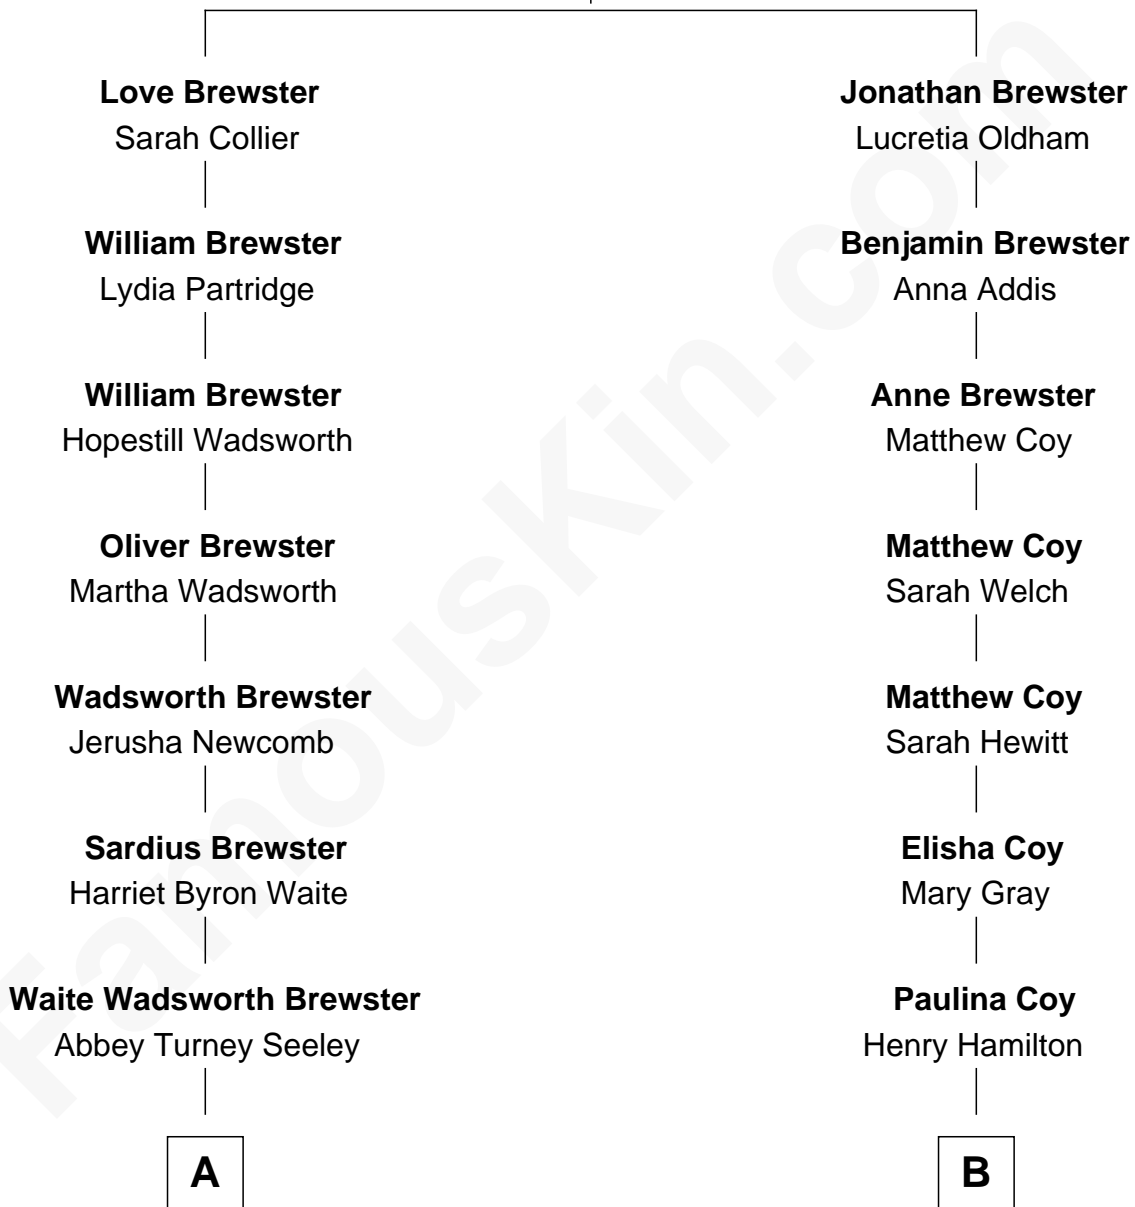 Love Brewster
Sarah Collier
William Brewster
Lydia Partridge
William Brewster
Hopestill Wadsworth
Oliver Brewster
Martha Wadsworth
Wadsworth Brewster
Jerusha Newcomb
Sardius Brewster
Harriet Byron Waite
Waite Wadsworth Brewster
Abbey Turney Seeley
A
Jonathan Brewster
Lucretia Oldham
Benjamin Brewster
Anna Addis
Anne Brewster
Matthew Coy
Matthew Coy
Sarah Welch
Matthew Coy
Sarah Hewitt
Elisha Coy
Mary Gray
Paulina Coy
Henry Hamilton
B
FamousKin.com